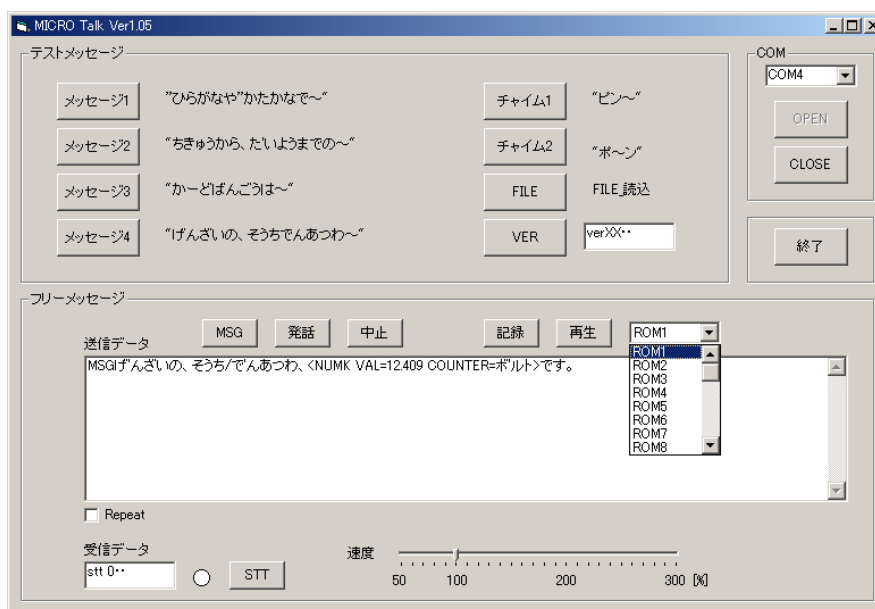 MICRO Talk Ver1.05
テストメッセージ
メッセージ1 "ひらがなや"かたかなで～" チャイム1 "ピン～"
メッセージ2 "ちきゅうから、たいようまでの～" チャイム2 "ポ～ン"
メッセージ3 "かーどばんごうは～" FILE FILE_読込
メッセージ4 "げんざいの、そうちでんあつわ～" VER verXX・・
COM
COM4
OPEN
CLOSE
終了
フリーメッセージ
送信データ MSG 発話 中止 記録 再生 ROM1
MSGげんざいの、そうち/でんあつわ、<NUMK VAL=12.409 COUNTER=ボルト>です。
ROM1
ROM2
ROM3
ROM4
ROM5
ROM6
ROM7
ROM8
Repeat
受信データ
stt 0・・ STT
速度
50 100 200 300 [%]